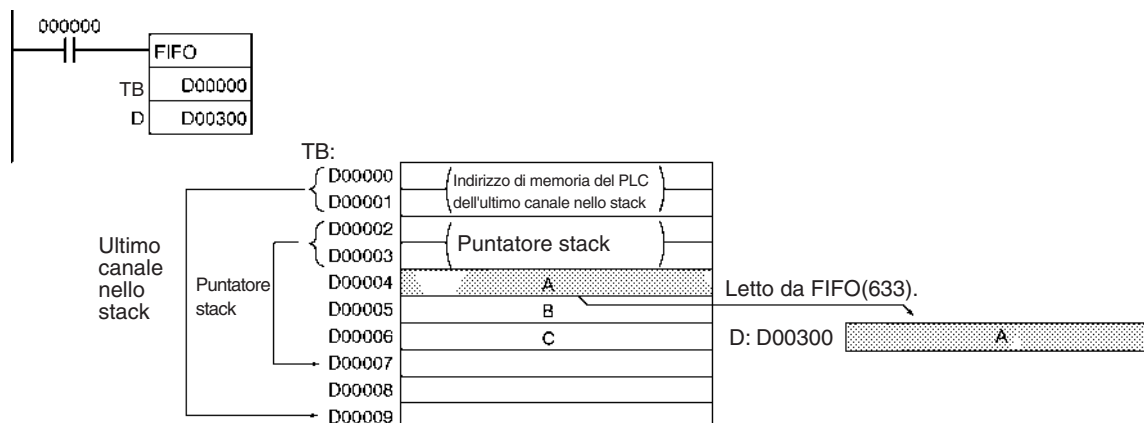 000000
FIFO
TB D00000
D D00300
TB:
D00000
D00001
Indirizzo di memoria del PLC
dell'ultimo canale nello stack
D00002
D00003
Puntatore stack
Ultimo
canale
nello
stack
Puntatore
stack
D00004 A
D00005 B
D00006 C
D00007
D00008
D00009
Letto da FIFO(633).
D: D00300 A